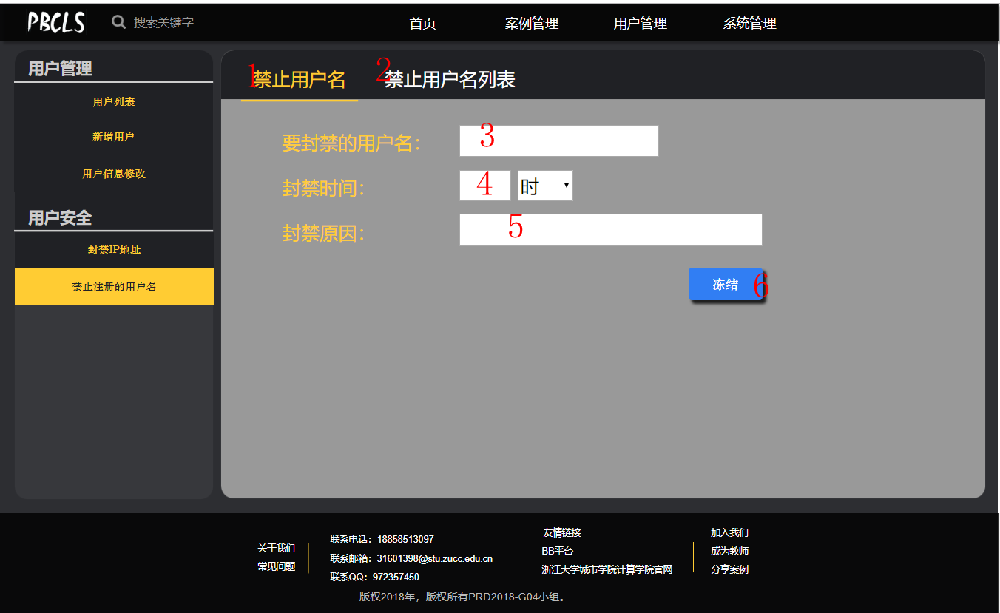 PBCLS 搜索关键字 首页 案例管理 用户管理 系统管理
用户管理
用户列表
新增用户
用户信息修改
用户安全
封禁IP地址
禁止注册的用户名
1 禁止用户名 2 禁止用户名列表
要封禁的用户名： 3
封禁时间： 4 时
封禁原因： 5
冻结 6
关于我们
常见问题
联系电话：18858513097
联系邮箱：31601398@stu.zucc.edu.cn
联系QQ：972357450
友情链接
BB平台
浙江大学城市学院计算学院官网
加入我们
成为教师
分享案例
版权2018年，版权所有PRD2018-G04小组。